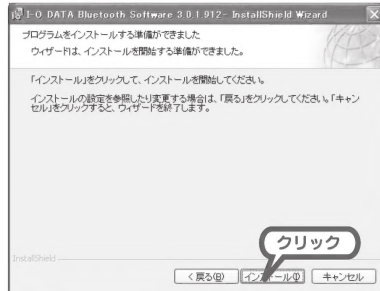 I-O DATA Bluetooth Software 3.0.1.912- InstallShield Wizard
プログラムをインストールする準備ができました
ウィザードは、インストールを開始する準備ができました。
「インストール」をクリックして、インストールを開始してください。
インストールの設定を参照したり変更する場合は、「戻る」をクリックしてください。「キャン
セル」をクリックすると、ウィザードを終了します。
クリック
InstallShield
< 戻る(B) インストール(I) キャンセル